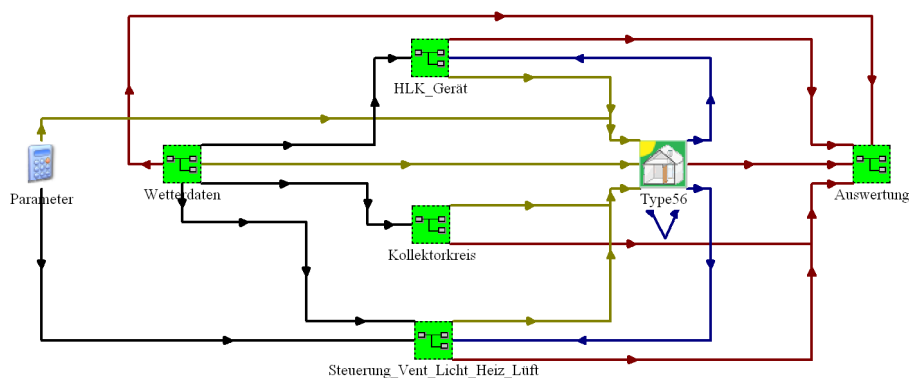 HLK_Gerät
Parameter
Wetterdaten
Type56
Auswertung
Kollektorkreis
Steuerung_Vent_Licht_Heiz_Lüft